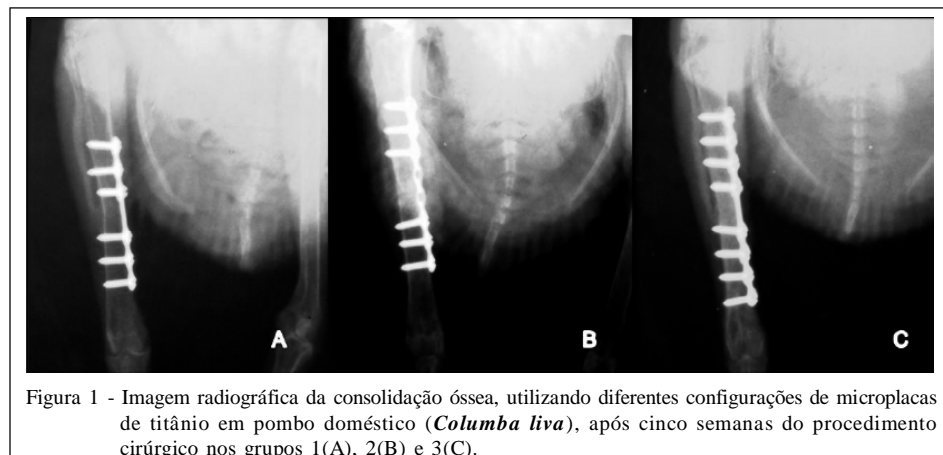 A B C
Figura 1 - Imagem radiográfica da consolidação óssea, utilizando diferentes configurações de microplacas
de titânio em pombo doméstico (Columba liva), após cinco semanas do procedimento
cirúrgico nos grupos 1(A), 2(B) e 3(C).